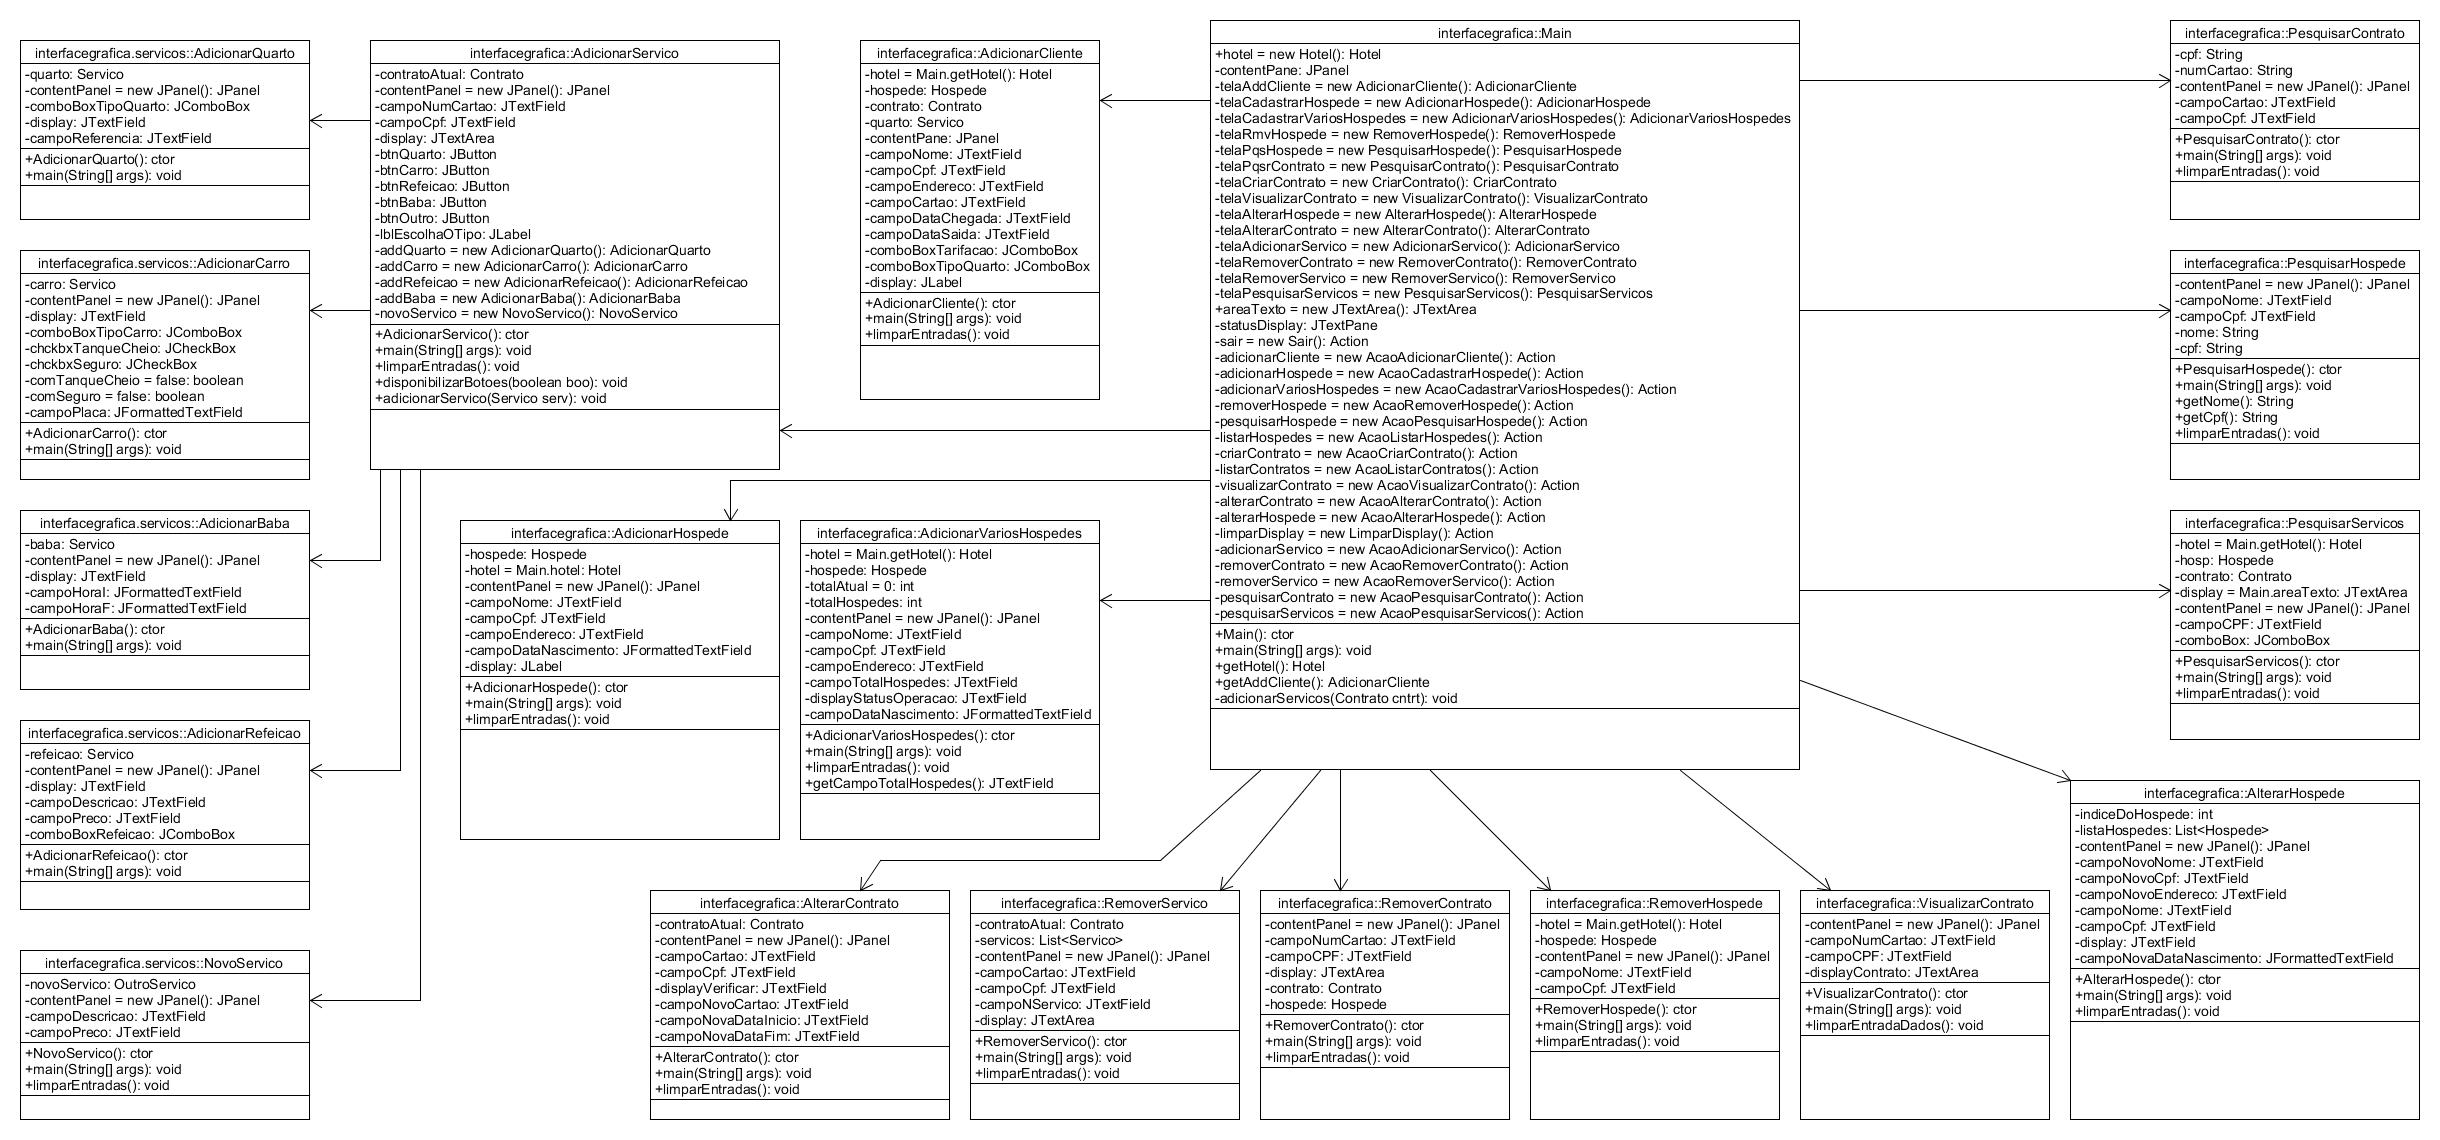 interfacegrafica.servicos::AdicionarQuarto
-quarto: Servico
-contentPanel = new JPanel(): JPanel
-comboBoxTipoQuarto: JComboBox
-display: JTextField
-campoReferencia: JTextField
+AdicionarQuarto(): ctor
+main(String[] args): void
interfacegrafica.servicos::AdicionarCarro
-carro: Servico
-contentPanel = new JPanel(): JPanel
-display: JTextField
-comboBoxTipoCarro: JComboBox
-chckbxTanqueCheio: JCheckBox
-chckbxSeguro: JCheckBox
-comTanqueCheio = false: boolean
-comSeguro = false: boolean
-campoPlaca: JFormattedTextField
+AdicionarCarro(): ctor
+main(String[] args): void
interfacegrafica.servicos::AdicionarBaba
-baba: Servico
-contentPanel = new JPanel(): JPanel
-display: JTextField
-campoHoraI: JFormattedTextField
-campoHoraF: JFormattedTextField
+AdicionarBaba(): ctor
+main(String[] args): void
interfacegrafica.servicos::AdicionarRefeicao
-refeicao: Servico
-contentPanel = new JPanel(): JPanel
-display: JTextField
-campoDescricao: JTextField
-campoPreco: JTextField
-comboBoxRefeicao: JComboBox
+AdicionarRefeicao(): ctor
+main(String[] args): void
interfacegrafica.servicos::NovoServico
-novoServico: OutroServico
-contentPanel = new JPanel(): JPanel
-campoDescricao: JTextField
-campoPreco: JTextField
+NovoServico(): ctor
+main(String[] args): void
+limparEntradas(): void
interfacegrafica::AdicionarServico
-contratoAtual: Contrato
-contentPanel = new JPanel(): JPanel
-campoNumCartao: JTextField
-campoCpf: JTextField
-display: JTextArea
-btnQuarto: JButton
-btnCarro: JButton
-btnRefeicao: JButton
-btnBaba: JButton
-btnOutro: JButton
-lblEscolhaOTipo: JLabel
-addQuarto = new AdicionarQuarto(): AdicionarQuarto
-addCarro = new AdicionarCarro(): AdicionarCarro
-addRefeicao = new AdicionarRefeicao(): AdicionarRefeicao
-addBaba = new AdicionarBaba(): AdicionarBaba
-novoServico = new NovoServico(): NovoServico
+AdicionarServico(): ctor
+main(String[] args): void
+limparEntradas(): void
+disponibilizarBotoes(boolean boo): void
+adicionarServico(Servico serv): void
interfacegrafica::AdicionarCliente
-hotel = Main.getHotel(): Hotel
-hospede: Hospede
-contrato: Contrato
-quarto: Servico
-contentPane: JPanel
-campoNome: JTextField
-campoCpf: JTextField
-campoEndereco: JTextField
-campoCartao: JTextField
-campoDataChegada: JTextField
-campoDataSaida: JTextField
-comboBoxTarifacao: JComboBox
-comboBoxTipoQuarto: JComboBox
-display: JLabel
+AdicionarCliente(): ctor
+main(String[] args): void
+limparEntradas(): void
interfacegrafica::AdicionarHospede
-hospede: Hospede
-hotel = Main.hotel: Hotel
-contentPanel = new JPanel(): JPanel
-campoNome: JTextField
-campoCpf: JTextField
-campoEndereco: JTextField
-campoDataNascimento: JFormattedTextField
-display: JLabel
+AdicionarHospede(): ctor
+main(String[] args): void
+limparEntradas(): void
interfacegrafica::AdicionarVariosHospedes
-hotel = Main.getHotel(): Hotel
-hospede: Hospede
-totalAtual = 0: int
-totalHospedes: int
-contentPanel = new JPanel(): JPanel
-campoNome: JTextField
-campoCpf: JTextField
-campoEndereco: JTextField
-campoTotalHospedes: JTextField
-displayStatusOperacao: JTextField
-campoDataNascimento: JFormattedTextField
+AdicionarVariosHospedes(): ctor
+main(String[] args): void
+limparEntradas(): void
+getCampoTotalHospedes(): JTextField
interfacegrafica::Main
+hotel = new Hotel(): Hotel
-contentPane: JPanel
-telaAddCliente = new AdicionarCliente(): AdicionarCliente
-telaCadastrarHospede = new AdicionarHospede(): AdicionarHospede
-telaCadastrarVariosHospedes = new AdicionarVariosHospedes(): AdicionarVariosHospedes
-telaRmvHospede = new RemoverHospede(): RemoverHospede
-telaPqsHospede = new PesquisarHospede(): PesquisarHospede
-telaPqsrContrato = new PesquisarContrato(): PesquisarContrato
-telaCriarContrato = new CriarContrato(): CriarContrato
-telaVisualizarContrato = new VisualizarContrato(): VisualizarContrato
-telaAlterarHospede = new AlterarHospede(): AlterarHospede
-telaAlterarContrato = new AlterarContrato(): AlterarContrato
-telaAdicionarServico = new AdicionarServico(): AdicionarServico
-telaRemoverContrato = new RemoverContrato(): RemoverContrato
-telaRemoverServico = new RemoverServico(): RemoverServico
-telaPesquisarServicos = new PesquisarServicos(): PesquisarServicos
+areaTexto = new JTextArea(): JTextArea
-statusDisplay: JTextPane
-sair = new Sair(): Action
-adicionarCliente = new AcaoAdicionarCliente(): Action
-adicionarHospede = new AcaoCadastrarHospede(): Action
-adicionarVariosHospedes = new AcaoCadastrarVariosHospedes(): Action
-removerHospede = new AcaoRemoverHospede(): Action
-pesquisarHospede = new AcaoPesquisarHospede(): Action
-listarHospedes = new AcaoListarHospedes(): Action
-criarContrato = new AcaoCriarContrato(): Action
-listarContratos = new AcaoListarContratos(): Action
-visualizarContrato = new AcaoVisualizarContrato(): Action
-alterarContrato = new AcaoAlterarContrato(): Action
-alterarHospede = new AcaoAlterarHospede(): Action
-limparDisplay = new LimparDisplay(): Action
-adicionarServico = new AcaoAdicionarServico(): Action
-removerContrato = new AcaoRemoverContrato(): Action
-removerServico = new AcaoRemoverServico(): Action
-pesquisarContrato = new AcaoPesquisarContrato(): Action
-pesquisarServicos = new AcaoPesquisarServicos(): Action
+Main(): ctor
+main(String[] args): void
+getHotel(): Hotel
+getAddCliente(): AdicionarCliente
-adicionarServicos(Contrato cntrt): void
interfacegrafica::PesquisarContrato
-cpf: String
-numCartao: String
-contentPanel = new JPanel(): JPanel
-campoCartao: JTextField
-campoCpf: JTextField
+PesquisarContrato(): ctor
+main(String[] args): void
+limparEntradas(): void
interfacegrafica::PesquisarHospede
-contentPanel = new JPanel(): JPanel
-campoNome: JTextField
-campoCpf: JTextField
-nome: String
-cpf: String
+PesquisarHospede(): ctor
+main(String[] args): void
+getNome(): String
+getCpf(): String
+limparEntradas(): void
interfacegrafica::PesquisarServicos
-hotel = Main.getHotel(): Hotel
-hosp: Hospede
-contrato: Contrato
-display = Main.areaTexto: JTextArea
-contentPanel = new JPanel(): JPanel
-campoCPF: JTextField
-comboBox: JComboBox
+PesquisarServicos(): ctor
+main(String[] args): void
+limparEntradas(): void
interfacegrafica::AlterarContrato
-contratoAtual: Contrato
-contentPanel = new JPanel(): JPanel
-campoCartao: JTextField
-campoCpf: JTextField
-displayVerificar: JTextField
-campoNovoCartao: JTextField
-campoNovaDataInicio: JTextField
-campoNovaDataFim: JTextField
+AlterarContrato(): ctor
+main(String[] args): void
+limparEntradas(): void
interfacegrafica::RemoverServico
-contratoAtual: Contrato
-servicos: List<Servico>
-contentPanel = new JPanel(): JPanel
-campoCartao: JTextField
-campoCpf: JTextField
-campoNServico: JTextField
-display: JTextArea
+RemoverServico(): ctor
+main(String[] args): void
+limparEntradas(): void
interfacegrafica::RemoverContrato
-contentPanel = new JPanel(): JPanel
-campoNumCartao: JTextField
-campoCPF: JTextField
-display: JTextArea
-contrato: Contrato
-hospede: Hospede
+RemoverContrato(): ctor
+main(String[] args): void
+limparEntradas(): void
interfacegrafica::RemoverHospede
-hotel = Main.getHotel(): Hotel
-hospede: Hospede
-contentPanel = new JPanel(): JPanel
-campoNome: JTextField
-campoCpf: JTextField
+RemoverHospede(): ctor
+main(String[] args): void
+limparEntradas(): void
interfacegrafica::VisualizarContrato
-contentPanel = new JPanel(): JPanel
-campoNumCartao: JTextField
-campoCPF: JTextField
-displayContrato: JTextArea
+VisualizarContrato(): ctor
+main(String[] args): void
+limparEntradaDados(): void
interfacegrafica::AlterarHospede
-indiceDoHospede: int
-listaHospedes: List<Hospede>
-contentPanel = new JPanel(): JPanel
-campoNovoNome: JTextField
-campoNovoCpf: JTextField
-campoNovoEndereco: JTextField
-campoNome: JTextField
-campoCpf: JTextField
-display: JTextField
-campoNovaDataNascimento: JFormattedTextField
+AlterarHospede(): ctor
+main(String[] args): void
+limparEntradas(): void